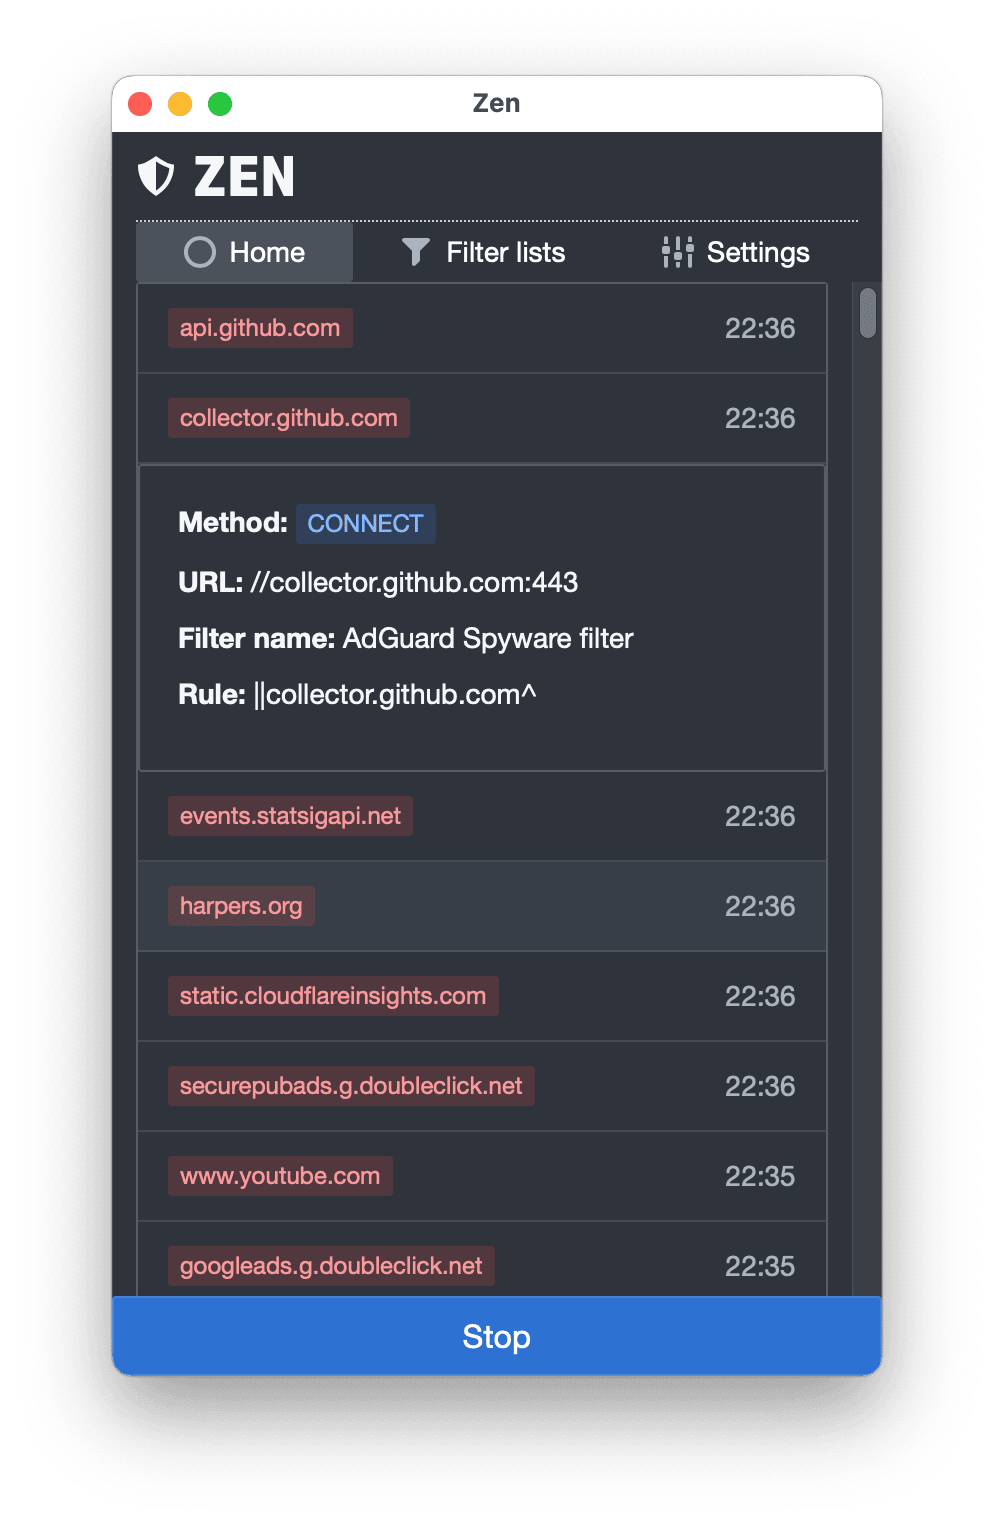 Zen
ZEN
Home Filter lists Settings
api.github.com 22:36
collector.github.com 22:36
Method: CONNECT
URL: //collector.github.com:443
Filter name: AdGuard Spyware filter
Rule: ||collector.github.com^
events.statsigapi.net 22:36
harpers.org 22:36
static.cloudflareinsights.com 22:36
securepubads.g.doubleclick.net 22:36
www.youtube.com 22:35
googleads.g.doubleclick.net 22:35
Stop